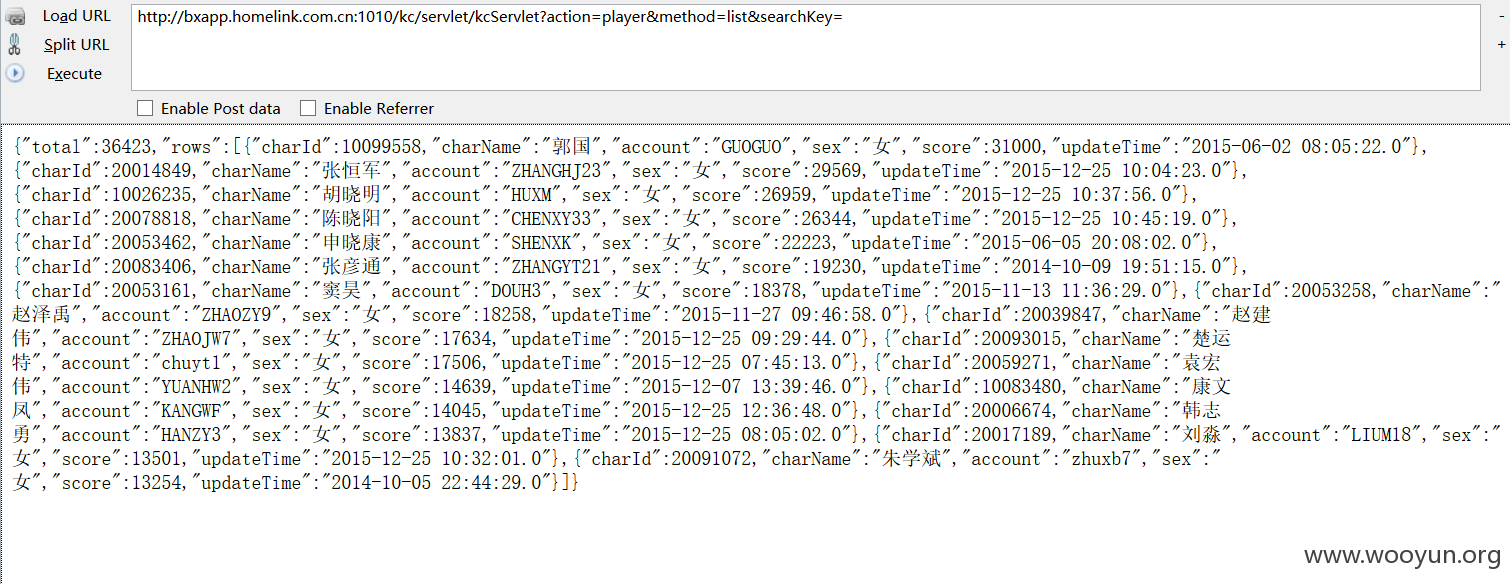 Load URL
Split URL
Execute
http://bxapp.homelink.com.cn:1010/kc/servlet/kcServlet?action=player&method=list&searchKey=
-
+
Enable Post data Enable Referrer
{"total":36423,"rows":[{"charId":10099558,"charName":"郭国","account":"GUOGUO","sex":"女","score":31000,"updateTime":"2015-06-02 08:05:22.0"},
{"charId":20014849,"charName":"张恒军","account":"ZHANGHJ23","sex":"女","score":29569,"updateTime":"2015-12-25 10:04:23.0"},
{"charId":10026235,"charName":"胡晓明","account":"HUXM","sex":"女","score":26959,"updateTime":"2015-12-25 10:37:56.0"},
{"charId":20078818,"charName":"陈晓阳","account":"CHENXY33","sex":"女","score":26344,"updateTime":"2015-12-25 10:45:19.0"},
{"charId":20053462,"charName":"申晓康","account":"SHENXK","sex":"女","score":22223,"updateTime":"2015-06-05 20:08:02.0"},
{"charId":20083406,"charName":"张彦通","account":"ZHANGYT21","sex":"女","score":19230,"updateTime":"2014-10-09 19:51:15.0"},
{"charId":20053161,"charName":"窦昊","account":"DOUH3","sex":"女","score":18378,"updateTime":"2015-11-13 11:36:29.0"},{"charId":20053258,"charName":"
赵泽禹","account":"ZHAOZY9","sex":"女","score":18258,"updateTime":"2015-11-27 09:46:58.0"},{"charId":20039847,"charName":"赵建
伟","account":"ZHAOJW7","sex":"女","score":17634,"updateTime":"2015-12-25 09:29:44.0"},{"charId":20093015,"charName":"楚运
特","account":"chuyt1","sex":"女","score":17506,"updateTime":"2015-12-25 07:45:13.0"},{"charId":20059271,"charName":"袁宏
伟","account":"YUANHW2","sex":"女","score":14639,"updateTime":"2015-12-07 13:39:46.0"},{"charId":10083480,"charName":"康文
凤","account":"KANGWF","sex":"女","score":14045,"updateTime":"2015-12-25 12:36:48.0"},{"charId":20006674,"charName":"韩志
勇","account":"HANZY3","sex":"女","score":13837,"updateTime":"2015-12-25 08:05:02.0"},{"charId":20017189,"charName":"刘淼","account":"LIUM18","sex":"
女","score":13501,"updateTime":"2015-12-25 10:32:01.0"},{"charId":20091072,"charName":"朱学斌","account":"zhuxb7","sex":"
女","score":13254,"updateTime":"2014-10-05 22:44:29.0"}]}
www.wooyun.org